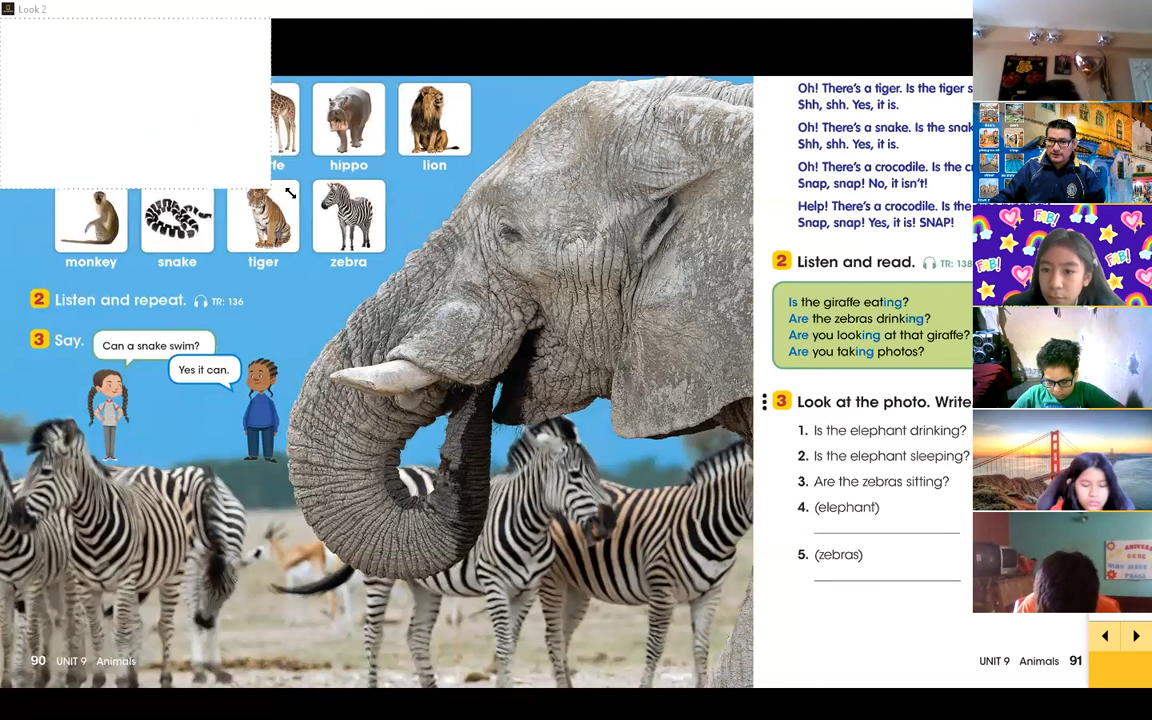 Look 2
hippo
lion
monkey
snake
tiger
zebra
2 Listen and repeat. TR: 136
3 Say.
Can a snake swim?
Yes it can.
90 UNIT 9 Animals
Oh! There's a tiger. Is the tiger
Shh, shh. Yes, it is.
Oh! There's a snake. Is the
Shh, shh. Yes, it is.
Oh! There's a crocodile. Is the
Snap, snap! No, it isn't!
Help! There's a crocodile. Is the
Snap, snap! Yes, it is! SNAP!
2 Listen and read. TR: 138
Is the giraffe eating?
Are the zebras drinking?
Are you looking at that giraffe?
Are you taking photos?
3 Look at the photo. Write
1. Is the elephant drinking?
2. Is the elephant sleeping?
3. Are the zebras sitting?
4. (elephant)
5. (zebras)
UNIT 9 Animals 91
FAB!
FAB!
FAB!